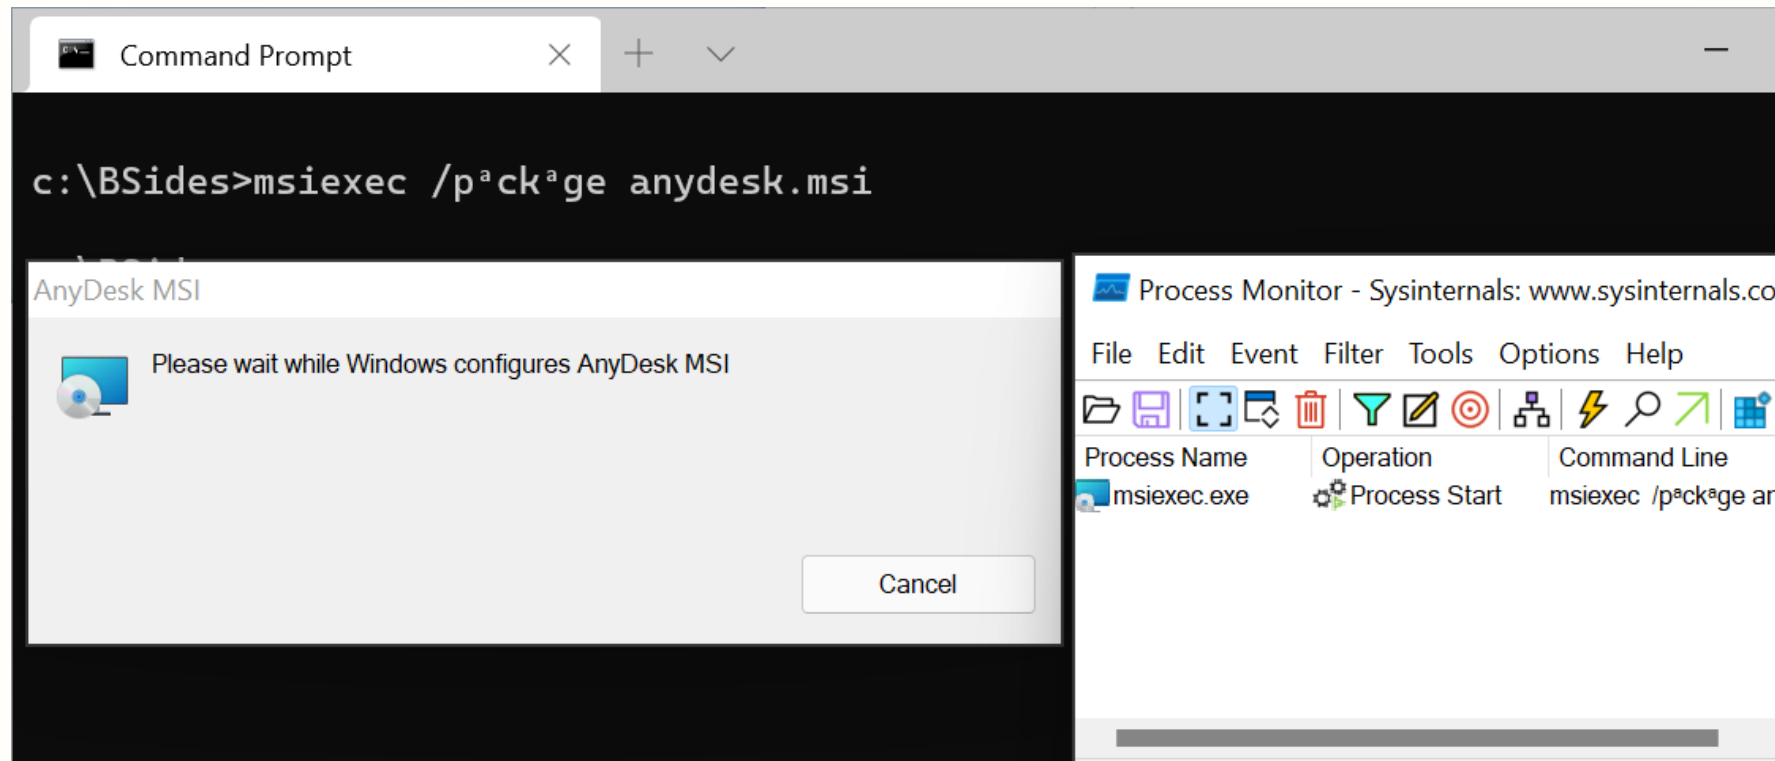 Command Prompt
c:\BSides>msiexec /pªckªge anydesk.msi
AnyDesk MSI
Please wait while Windows configures AnyDesk MSI
Cancel
Process Monitor - Sysinternals: www.sysinternals.co
File Edit Event Filter Tools Options Help
Process Name Operation Command Line
msiexec.exe Process Start msiexec /pªckªge an